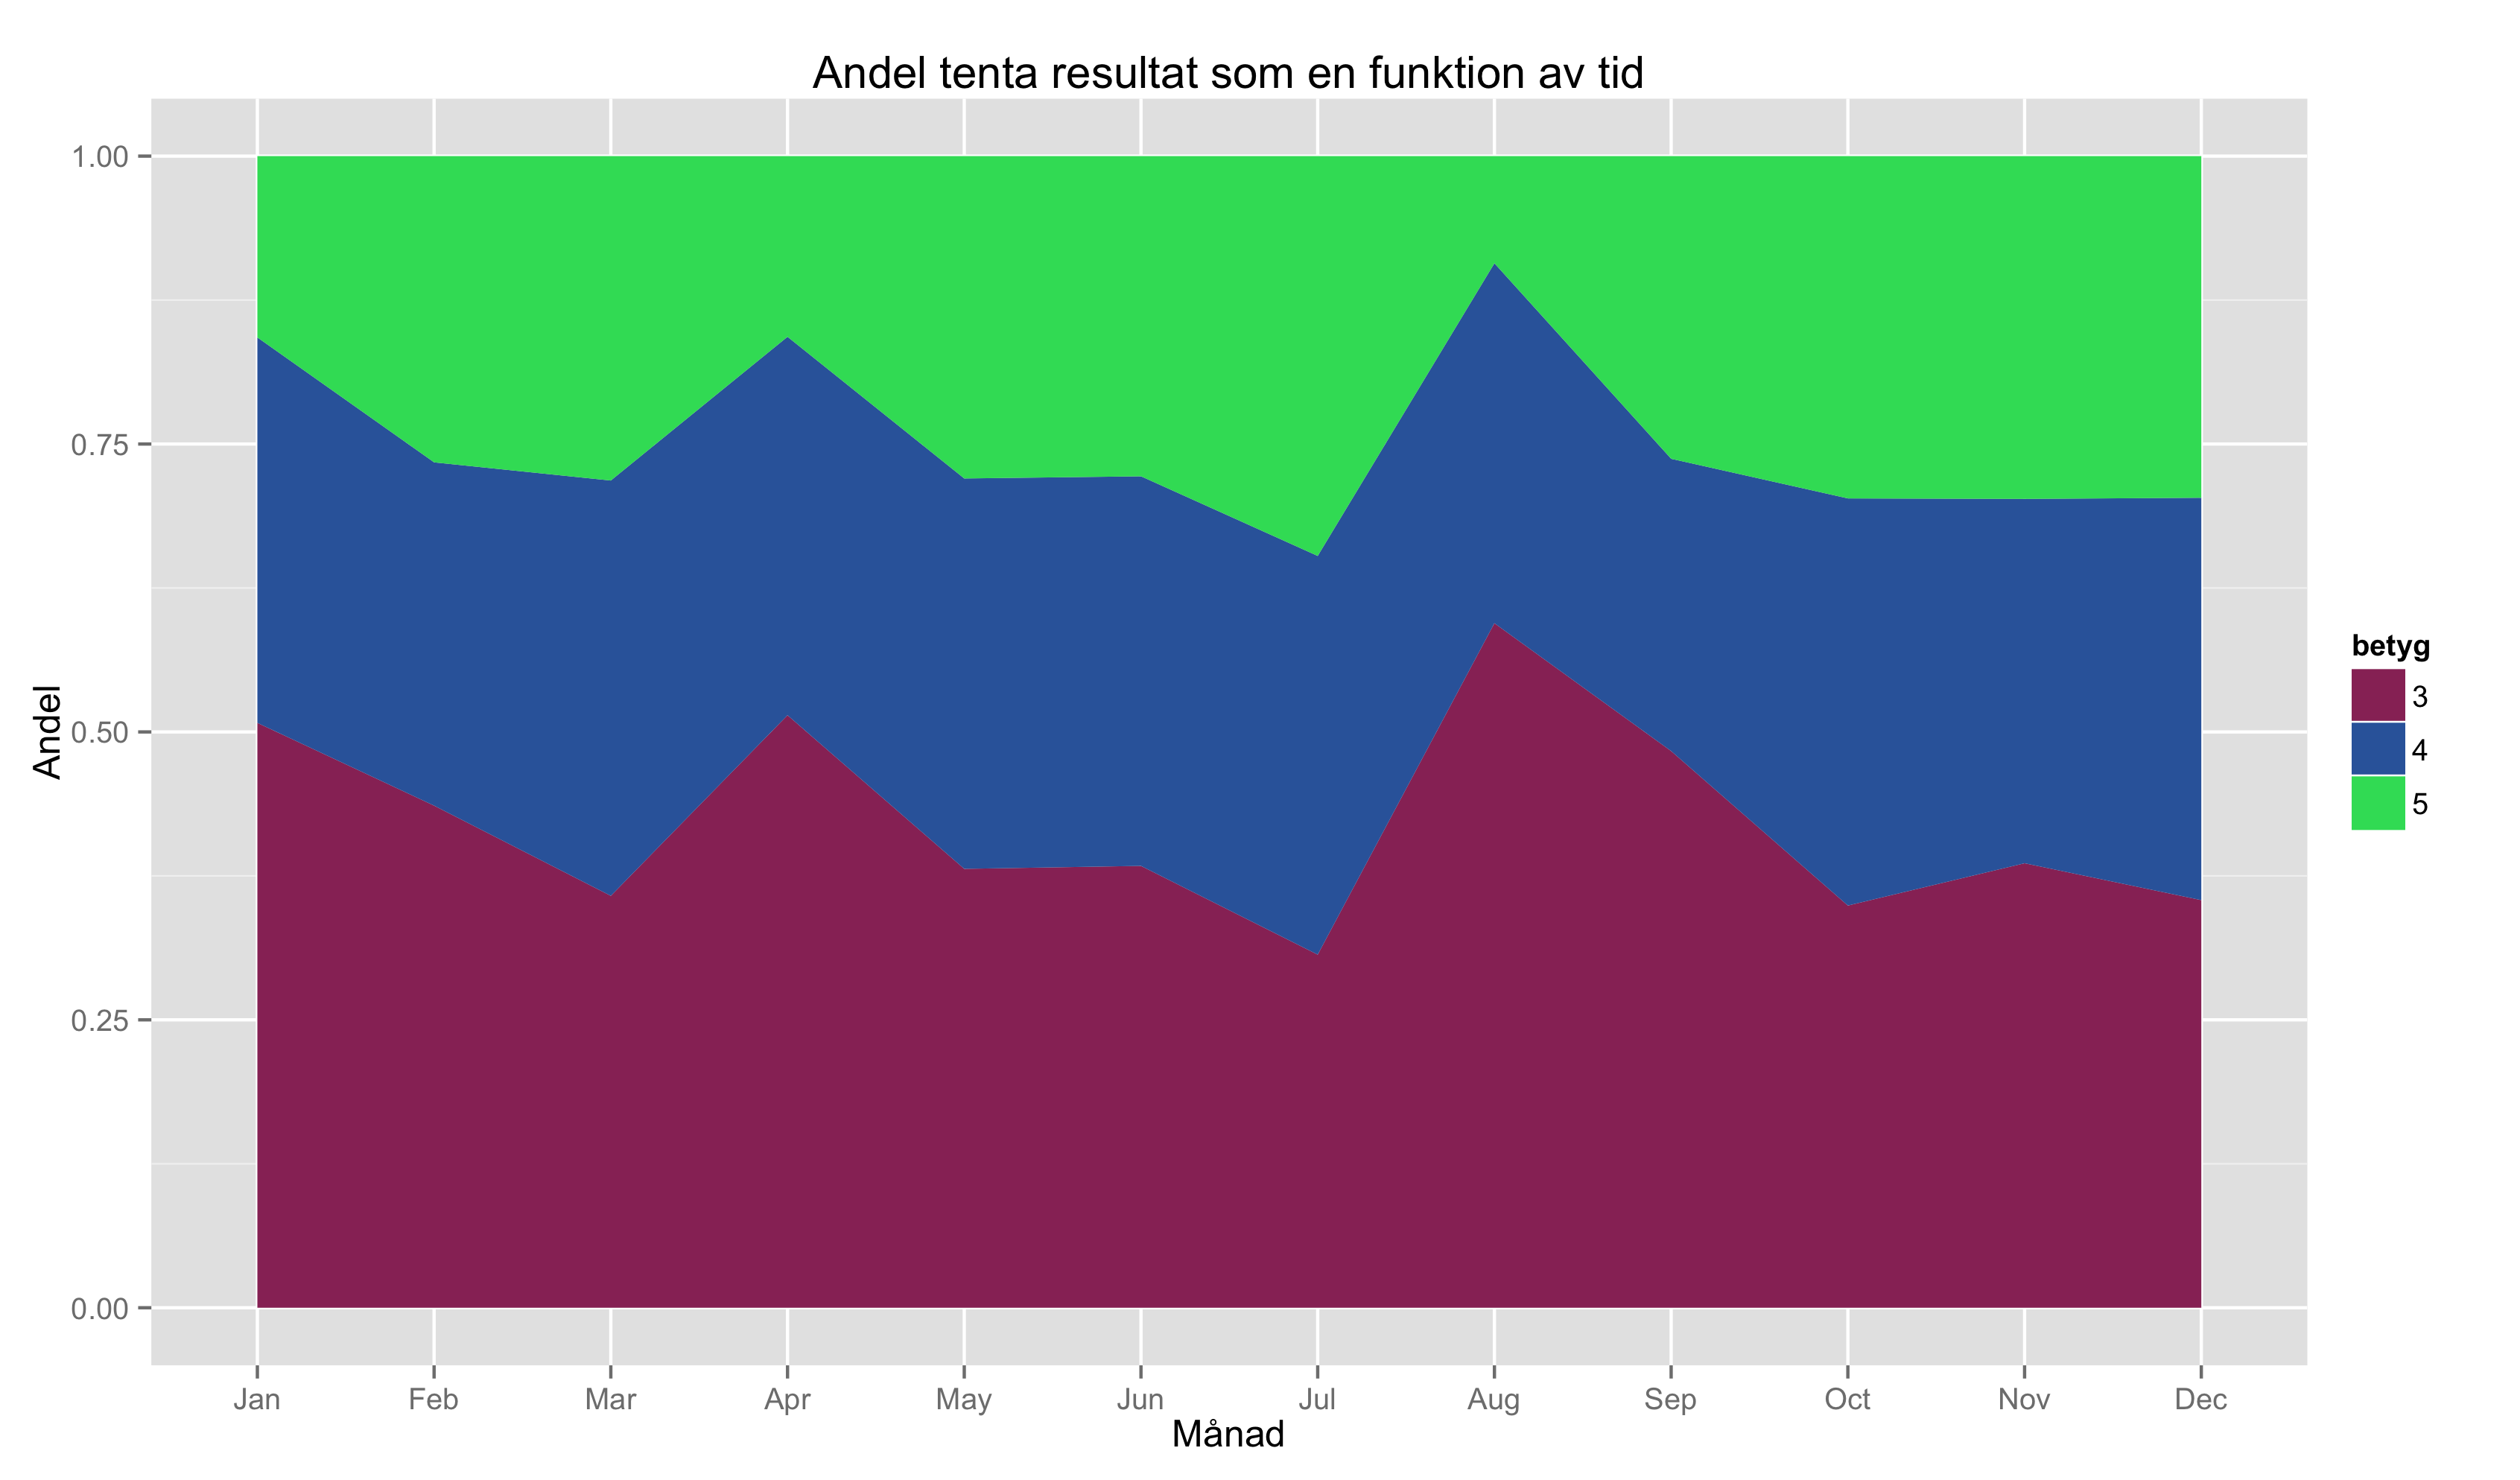 Andel tenta resultat som en funktion av tid
1.00
0.75
0.50
0.25
0.00
Andel
Jan Feb Mar Apr May Jun Jul Aug Sep Oct Nov Dec
Månad
betyg
3
4
5